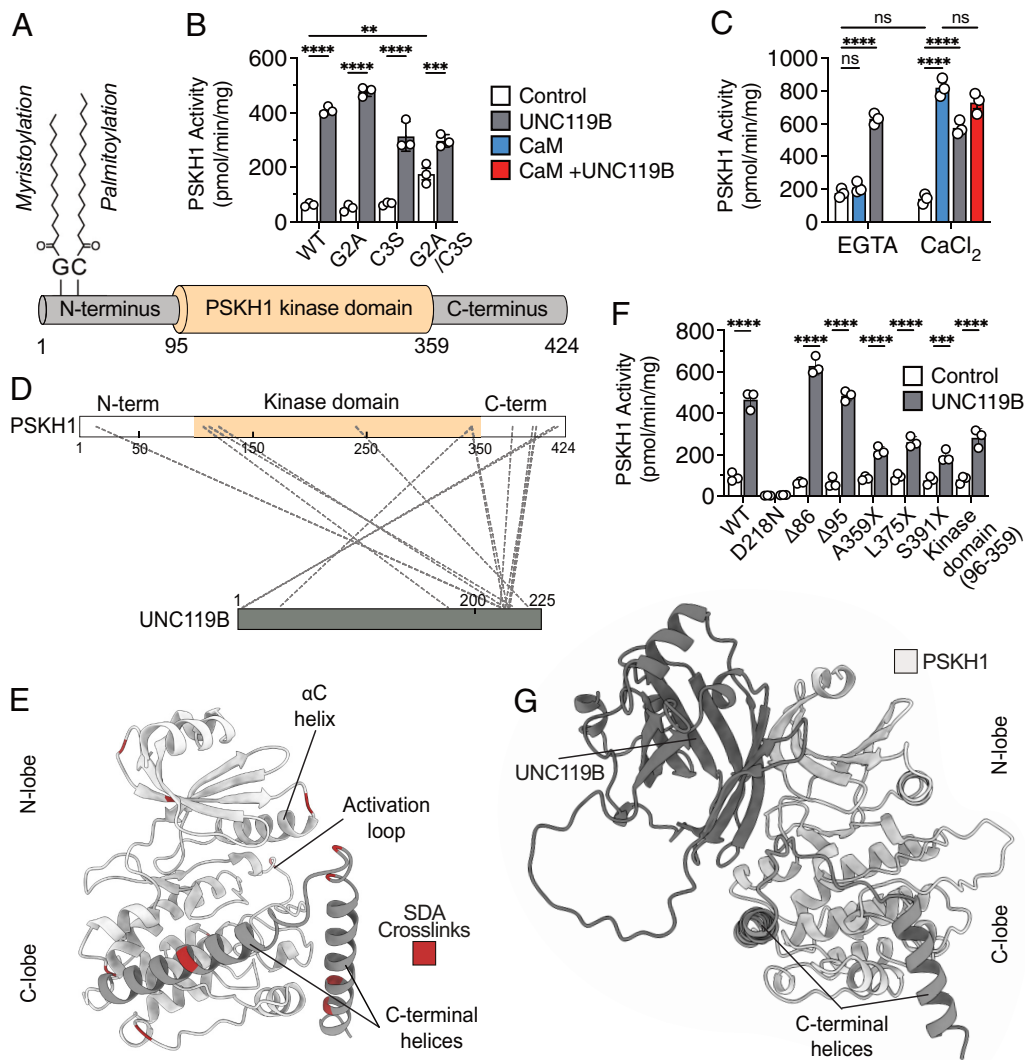 A
Myristoylation
Palmitoylation
O
O
G C
N-terminus
PSKH1 kinase domain
C-terminus
1
95
359
424
B
PSKH1 Activity
(pmol/min/mg)
600
400
200
0
**
****
****
****
***
WT
G2A
C3S
G2A
/C3S
Control
UNC119B
CaM
CaM +UNC119B
C
PSKH1 Activity
(pmol/min/mg)
1000
800
600
400
200
0
ns
ns
****
ns
****
****
EGTA
CaCl2
D
N-term
Kinase domain
C-term
PSKH1
1
50
150
250
350
424
1
200
225
UNC119B
F
PSKH1 Activity
(pmol/min/mg)
800
600
400
200
0
****
****
****
****
****
***
****
Control
UNC119B
WT
D218N
Δ86
Δ95
A359X
L375X
S391X
Kinase
domain
(96-359)
E
N-lobe
C-lobe
αC
helix
Activation
loop
SDA
Crosslinks
C-terminal
helices
G
UNC119B
PSKH1
N-lobe
C-lobe
C-terminal
helices